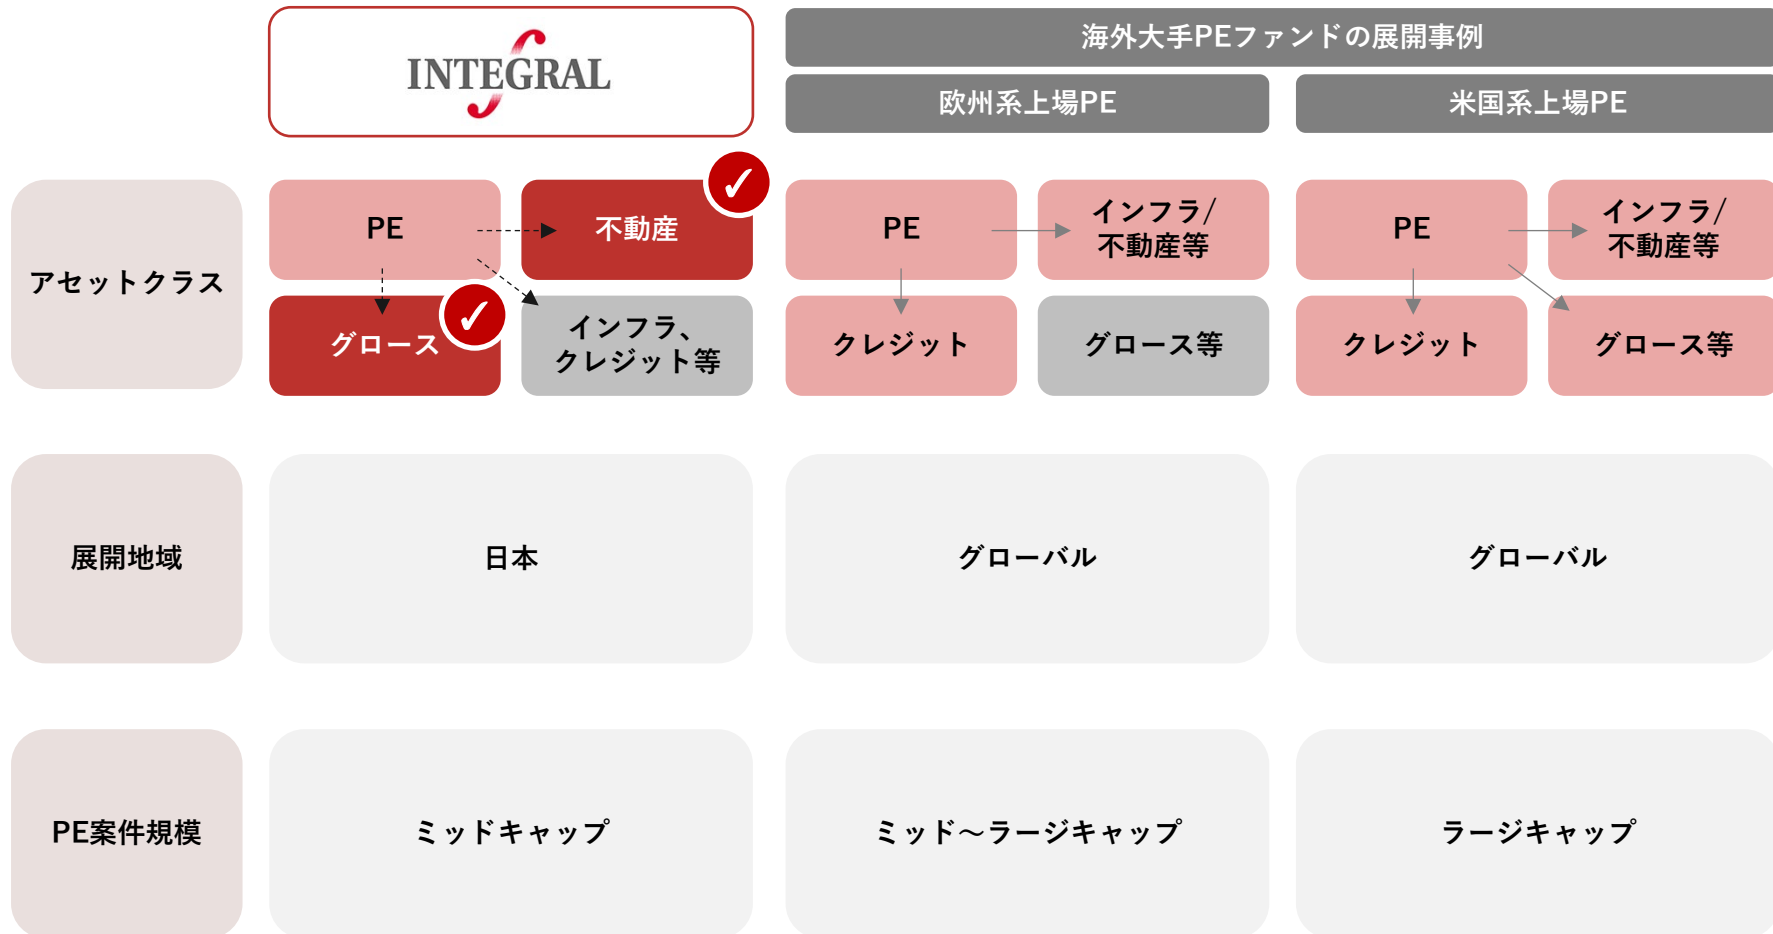 INTEGRAL
海外大手PEファンドの展開事例
欧州系上場PE
米国系上場PE
アセットクラス
PE
不動産
グロース
インフラ、
クレジット等
PE
インフラ/
不動産等
クレジット
グロース等
PE
インフラ/
不動産等
クレジット
グロース等
展開地域
日本
グローバル
グローバル
PE案件規模
ミッドキャップ
ミッド～ラージキャップ
ラージキャップ